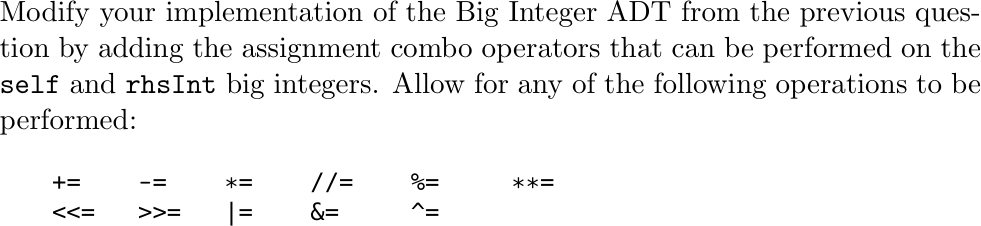 Modify your implementation of the Big Integer ADT from the previous ques-
tion by adding the assignment combo operators that can be performed on the
self and rhsInt big integers. Allow for any of the following operations to be
performed:
+= -= *= //= %= **=
<<= >>= |= &= ^=